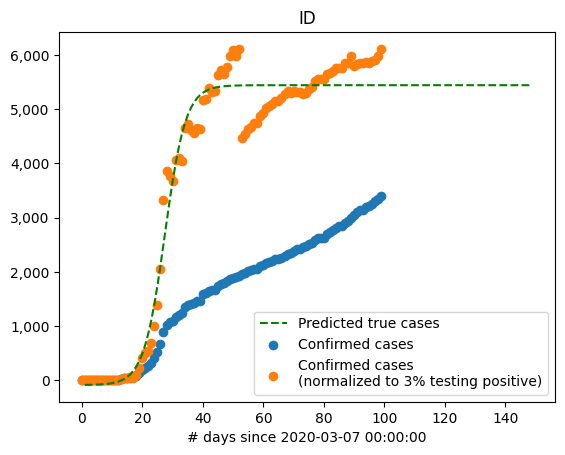 ID
6,000
5,000
4,000
3,000
2,000
1,000
0
0 20 40 60 80 100 120 140
# days since 2020-03-07 00:00:00
Predicted true cases
Confirmed cases
Confirmed cases
(normalized to 3% testing positive)